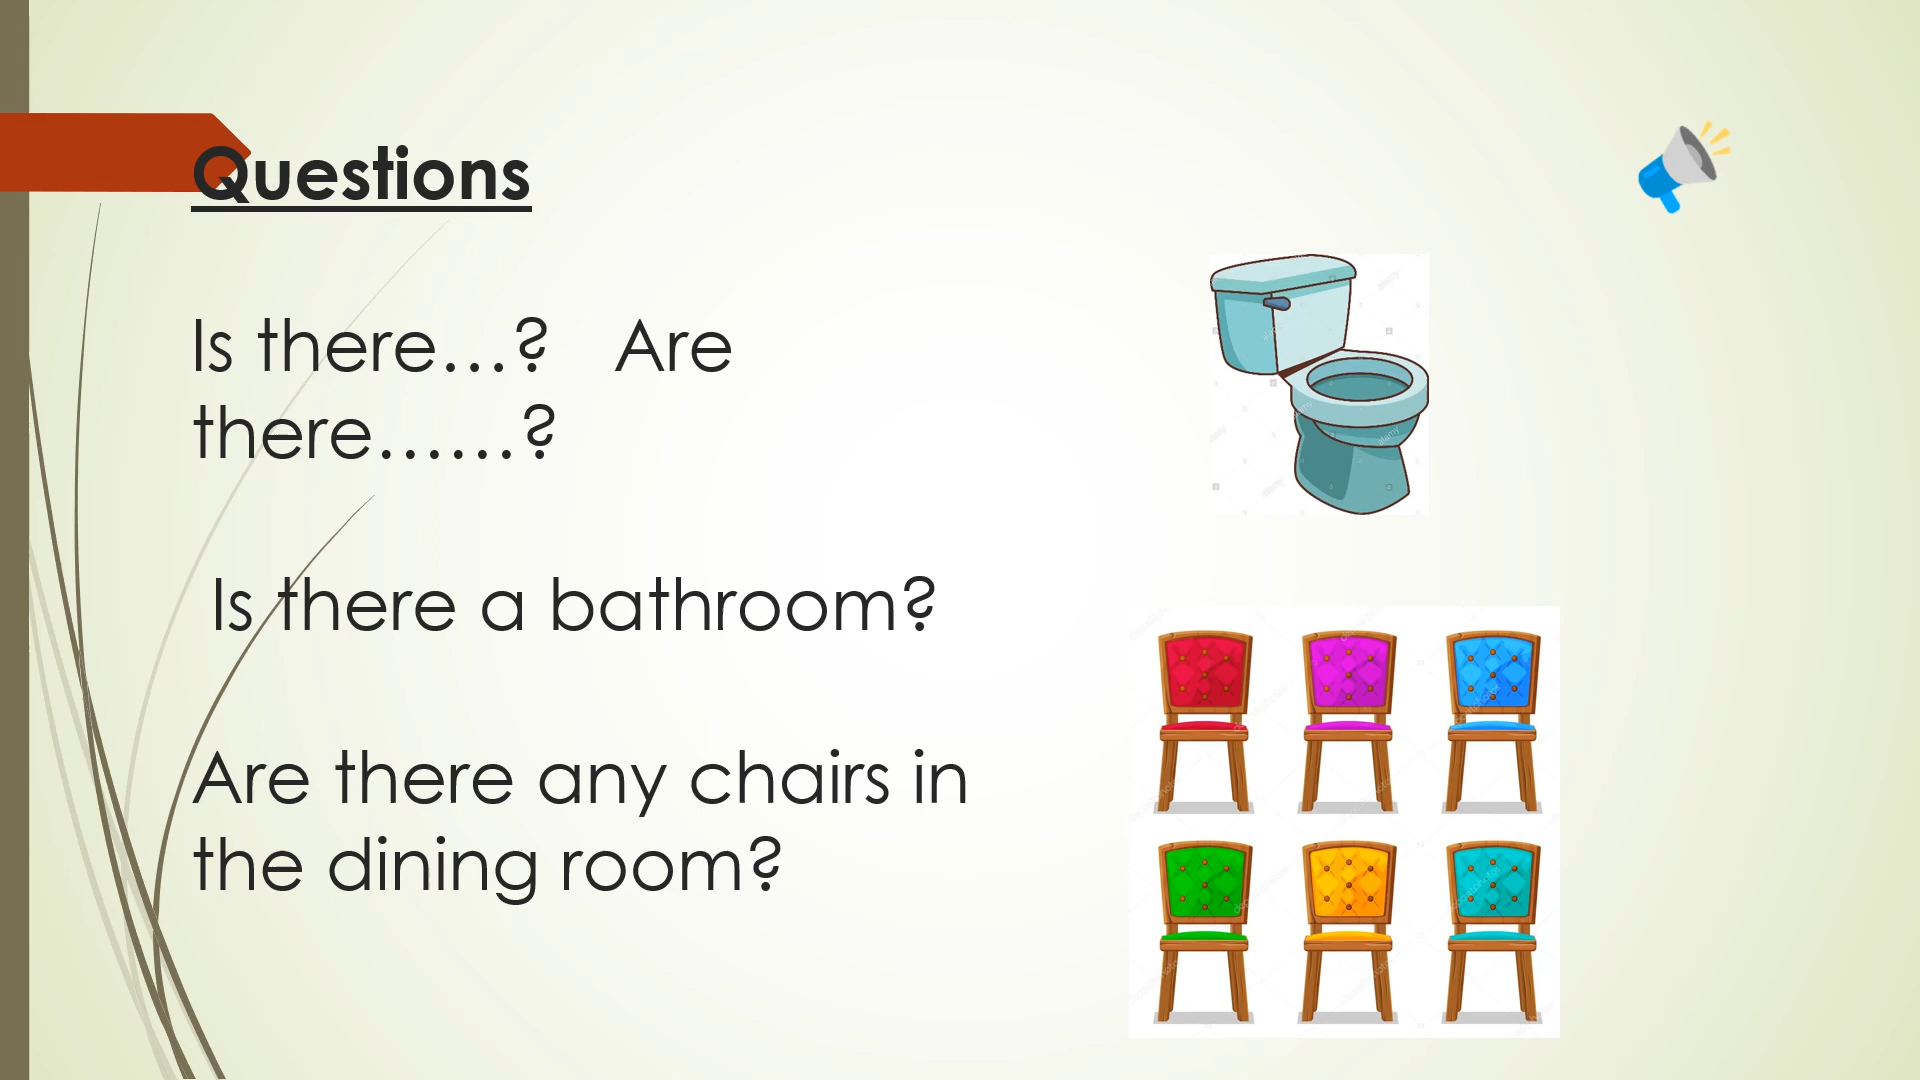 Questions
Is there…? Are
there……?
Is there a bathroom?
Are there any chairs in
the dining room?